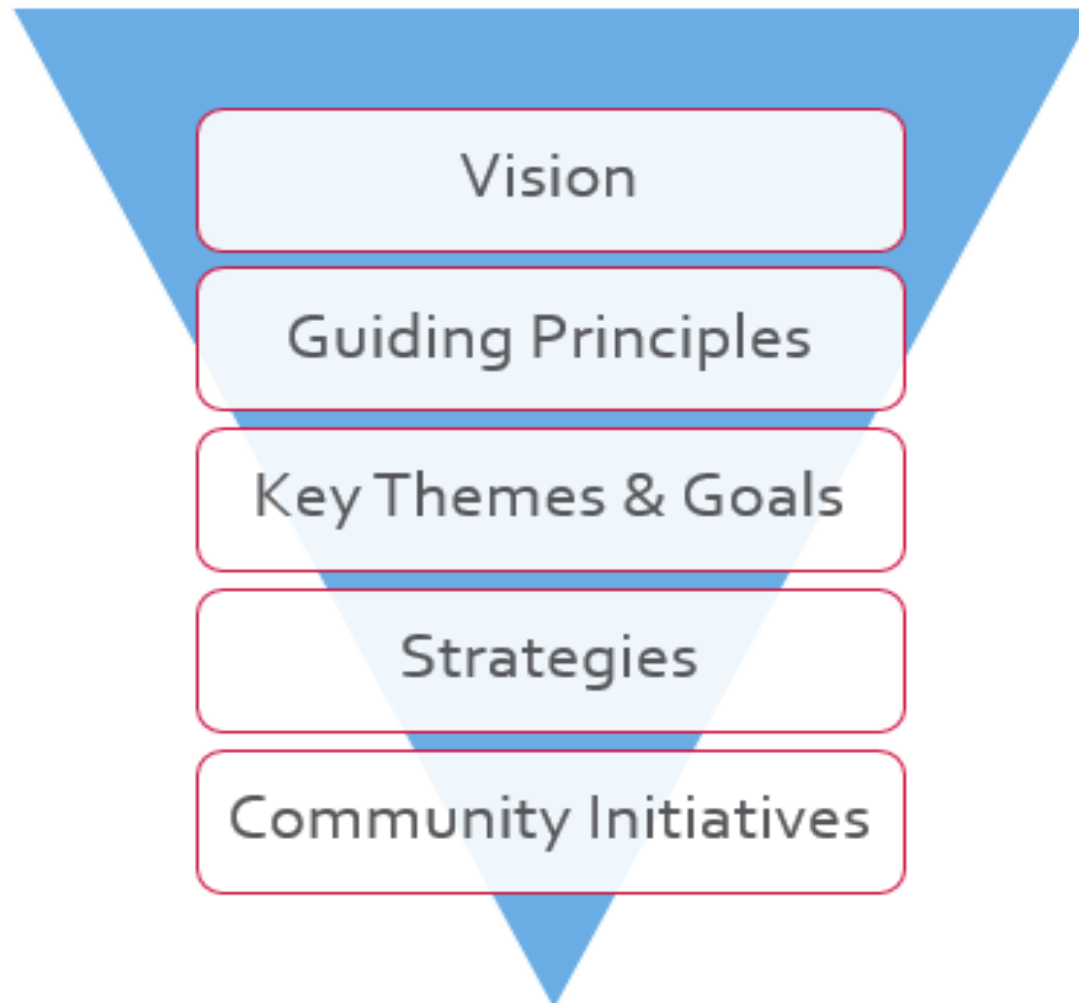 Vision
Guiding Principles
Key Themes & Goals
Strategies
Community Initiatives